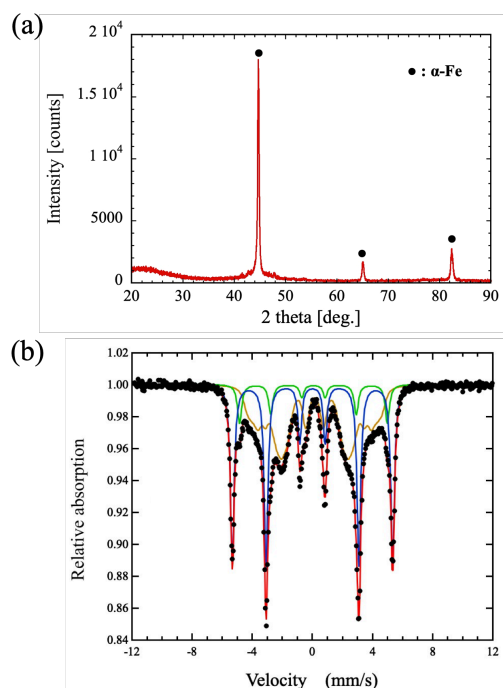 (a)
2 10⁴
1.5 10⁴
1 10⁴
5000
0
Intensity [counts]
● : α-Fe
20 30 40 50 60 70 80 90
2 theta [deg.]
(b)
1.02
1.00
0.98
0.96
0.94
0.92
0.90
0.88
0.86
0.84
Relative absorption
-12 -8 -4 0 4 8 12
Velocity (mm/s)